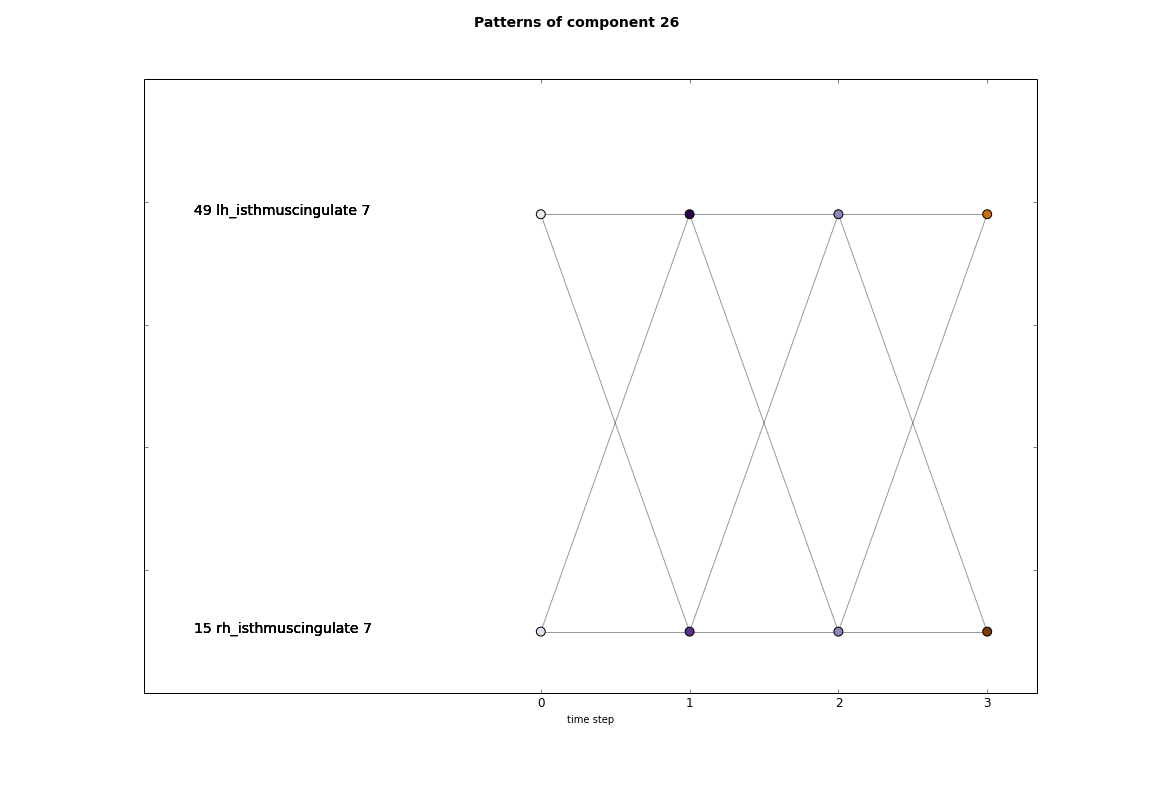 Patterns of component 26
49 lh_isthmuscingulate 7
15 rh_isthmuscingulate 7
0 1 2 3
time step